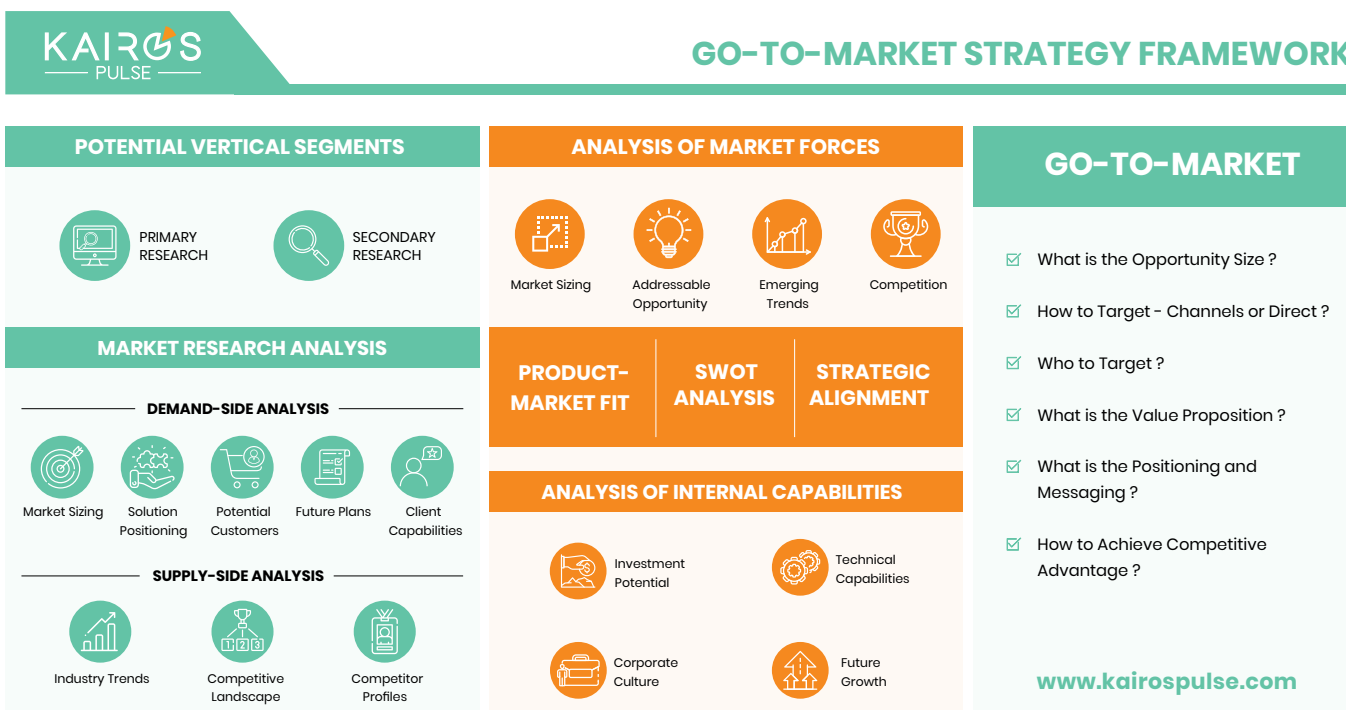 KAIROS
PULSE
GO-TO-MARKET STRATEGY FRAMEWORK
POTENTIAL VERTICAL SEGMENTS
PRIMARY
RESEARCH
SECONDARY
RESEARCH
MARKET RESEARCH ANALYSIS
DEMAND-SIDE ANALYSIS
Market Sizing
Solution
Positioning
Potential
Customers
Future Plans
Client
Capabilities
SUPPLY-SIDE ANALYSIS
1 2 3
Industry Trends
Competitive
Landscape
Competitor
Profiles
ANALYSIS OF MARKET FORCES
Market Sizing
Addressable
Opportunity
Emerging
Trends
Competition
PRODUCT-
MARKET FIT
SWOT
ANALYSIS
STRATEGIC
ALIGNMENT
ANALYSIS OF INTERNAL CAPABILITIES
$
Investment
Potential
Technical
Capabilities
Corporate
Culture
Future
Growth
GO-TO-MARKET
What is the Opportunity Size ?
How to Target - Channels or Direct ?
Who to Target ?
What is the Value Proposition ?
What is the Positioning and
Messaging ?
How to Achieve Competitive
Advantage ?
www.kairospulse.com